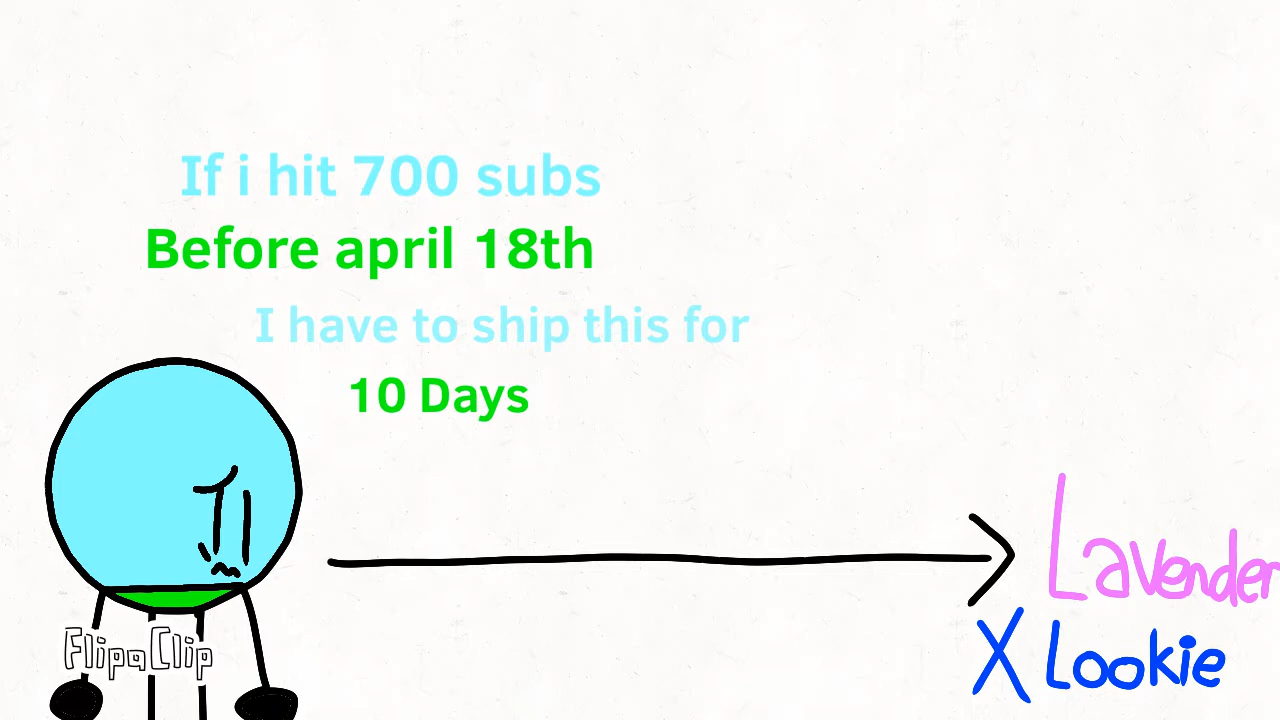 If i hit 700 subs
Before april 18th
I have to ship this for
10 Days
Lavender
X Lookie
FlipaClip